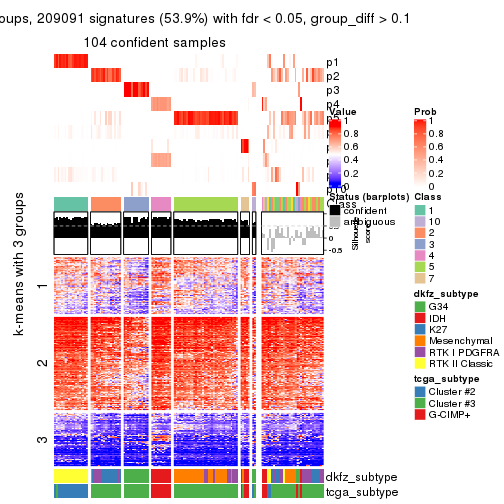 oups, 209091 signatures (53.9%) with fdr < 0.05, group_diff > 0.1
104 confident samples
p1
p2
p3
p4
Value
1
0.8
0.6
0.4
0.2
0
Prob
1
0.8
0.6
0.4
0.2
0
Status (barplots)
confident
ambiguous
Class
1
10
2
3
4
5
7
dkfz_subtype
G34
IDH
K27
Mesenchymal
RTK I PDGFRA
RTK II Classic
tcga_subtype
Cluster #2
Cluster #3
G-CIMP+
Silhouette
score
-0.5
k-means with 3 groups
1
2
3
dkfz_subtype
tcga_subtype